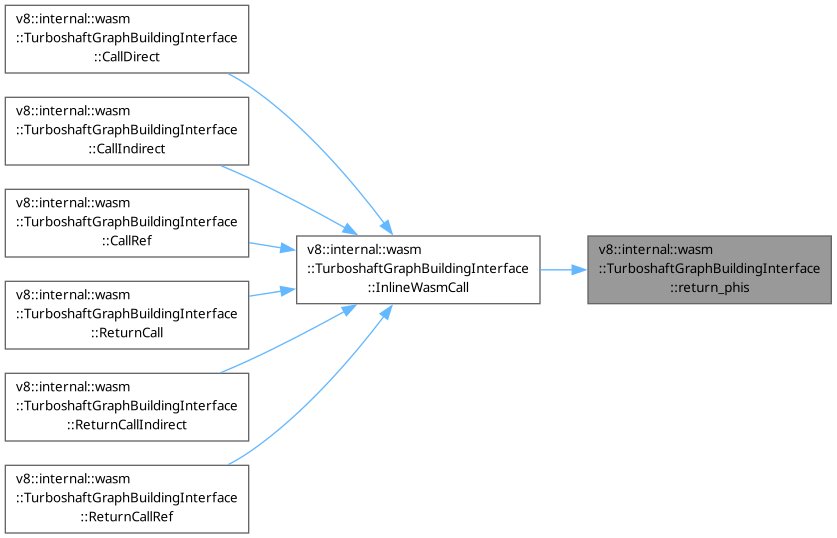 v8::internal::wasm
::TurboshaftGraphBuildingInterface
::CallDirect
v8::internal::wasm
::TurboshaftGraphBuildingInterface
::CallIndirect
v8::internal::wasm
::TurboshaftGraphBuildingInterface
::CallRef
v8::internal::wasm
::TurboshaftGraphBuildingInterface
::ReturnCall
v8::internal::wasm
::TurboshaftGraphBuildingInterface
::ReturnCallIndirect
v8::internal::wasm
::TurboshaftGraphBuildingInterface
::ReturnCallRef
v8::internal::wasm
::TurboshaftGraphBuildingInterface
::InlineWasmCall
v8::internal::wasm
::TurboshaftGraphBuildingInterface
::return_phis